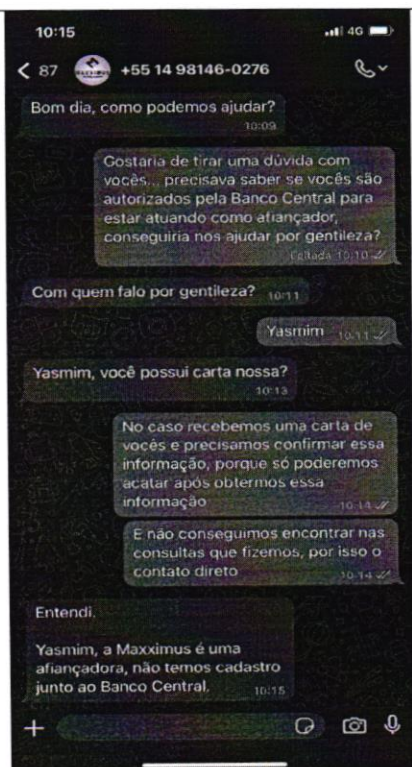 10:15
4G
87
+55 14 98146-0276
Bom dia, como podemos ajudar?
10:09
Gostaria de tirar uma dúvida com
vocês... precisava saber se vocês são
autorizados pela Banco Central para
estar atuando como afiançador,
conseguiria nos ajudar por gentileza?
Editada 10:10
Com quem falo por gentileza?
10:11
Yasmim
10:11
Yasmim, você possui carta nossa?
10:13
No caso recebemos uma carta de
vocês e precisamos confirmar essa
informação, porque só poderemos
acatar após obtermos essa
informação
10:14
E não conseguimos encontrar nas
consultas que fizemos, por isso o
contato direto
10:14
Entendi.
Yasmim, a Maxximus é uma
afiançadora, não temos cadastro
junto ao Banco Central.
10:15